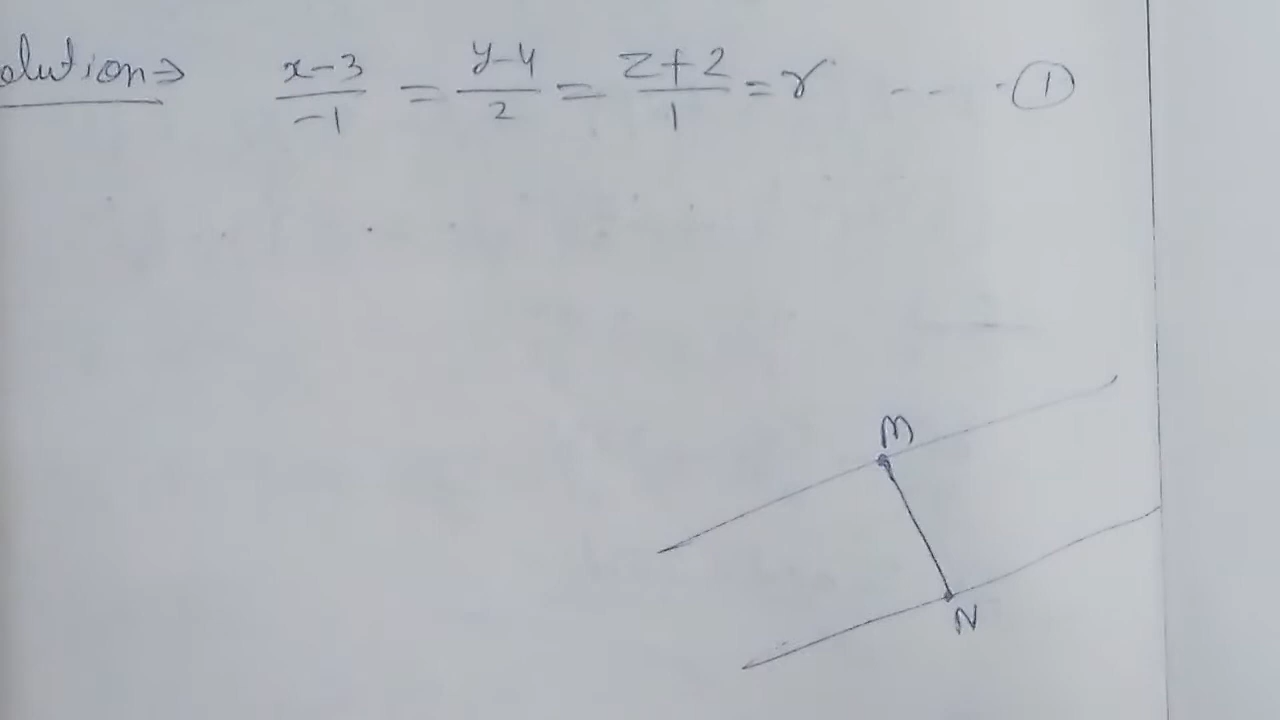 olution⇒ (x-3)/-1 = (y-4)/2 = (z+2)/1 = r ---- ①
M
N